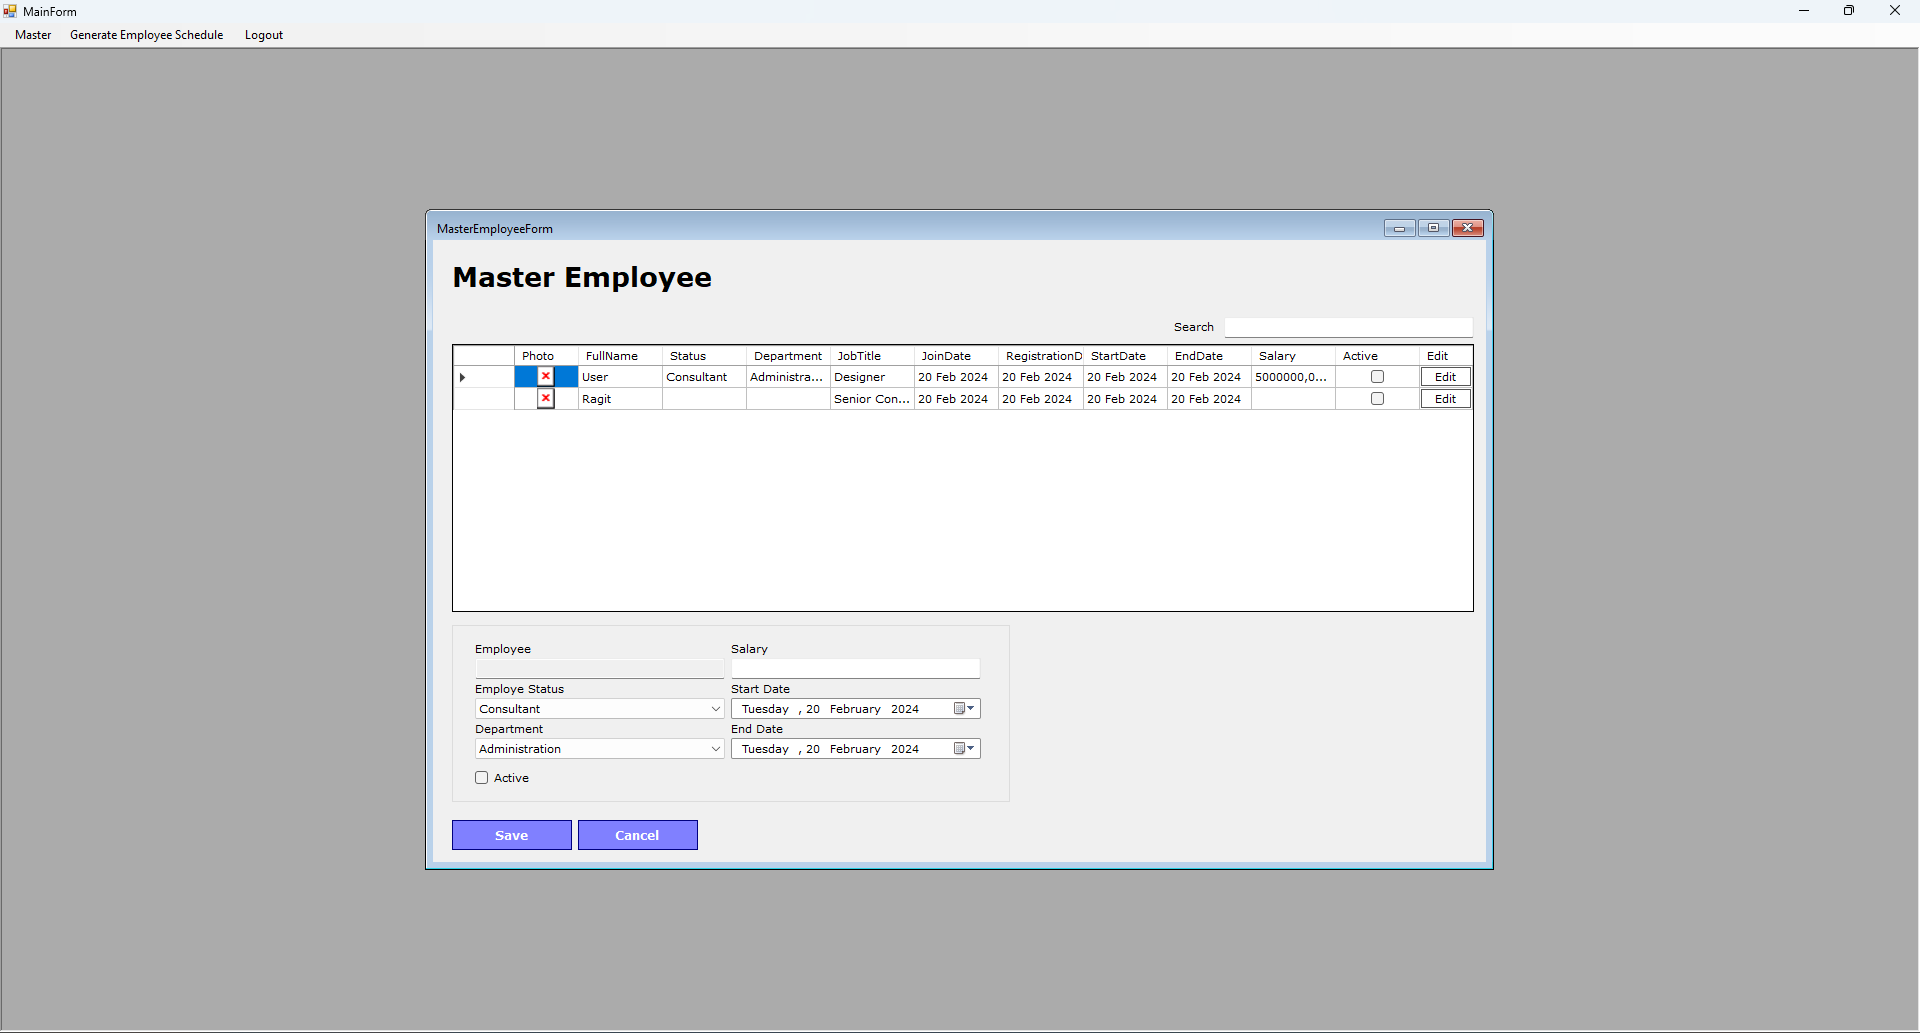 MainForm
Master Generate Employee Schedule Logout
MasterEmployeeForm
Master Employee
Search
Photo FullName Status Department JobTitle JoinDate RegistrationD StartDate EndDate Salary Active Edit
User Consultant Administra... Designer 20 Feb 2024 20 Feb 2024 20 Feb 2024 20 Feb 2024 5000000,0... Edit
Ragit Senior Con... 20 Feb 2024 20 Feb 2024 20 Feb 2024 20 Feb 2024 Edit
Employee Salary
Employe Status Start Date
Consultant Tuesday , 20 February 2024
Department End Date
Administration Tuesday , 20 February 2024
Active
Save Cancel